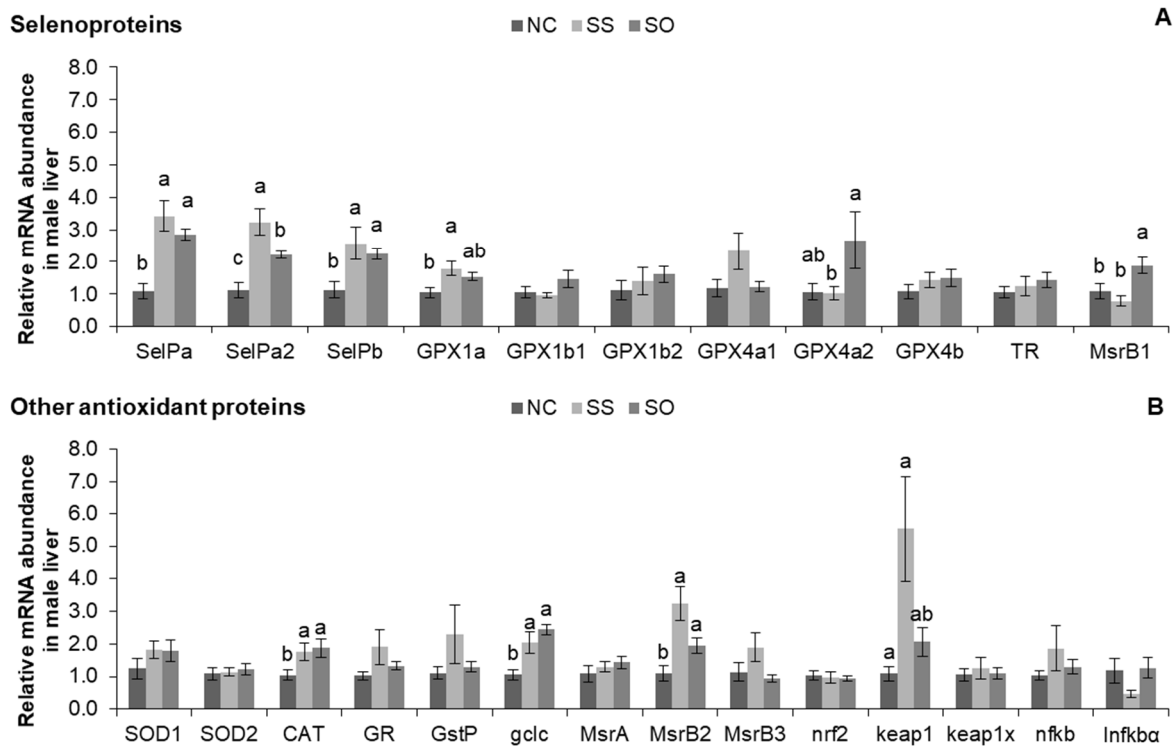 Selenoproteins
NC SS SO
A
Relative mRNA abundance
in male liver
8.0
7.0
6.0
5.0
4.0
3.0
2.0
1.0
0.0
b a a
c a b
b a a
b a ab
ab b a
b b a
SelPa SelPa2 SelPb GPX1a GPX1b1 GPX1b2 GPX4a1 GPX4a2 GPX4b TR MsrB1
Other antioxidant proteins
NC SS SO
B
Relative mRNA abundance
in male liver
8.0
7.0
6.0
5.0
4.0
3.0
2.0
1.0
0.0
b a a
b a a
b a a
a a ab
SOD1 SOD2 CAT GR GstP gclc MsrA MsrB2 MsrB3 nrf2 keap1 keap1x nfkb Infkbα